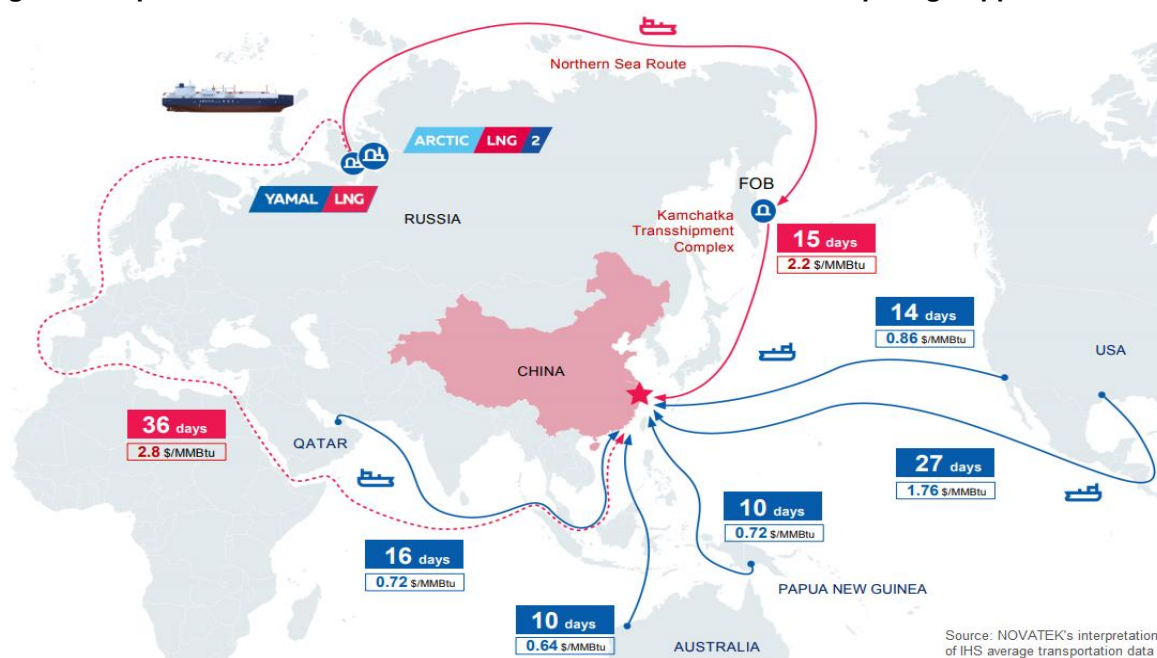 Northern Sea Route
ARCTIC LNG 2
YAMAL LNG
RUSSIA
FOB
Kamchatka
Transshipment
Complex
15 days
2.2 $/MMBtu
14 days
0.86 $/MMBtu
USA
CHINA
36 days
2.8 $/MMBtu
QATAR
27 days
1.76 $/MMBtu
10 days
0.72 $/MMBtu
16 days
0.72 $/MMBtu
PAPUA NEW GUINEA
10 days
0.64 $/MMBtu
AUSTRALIA
Source: NOVATEK's interpretation
of IHS average transportation data